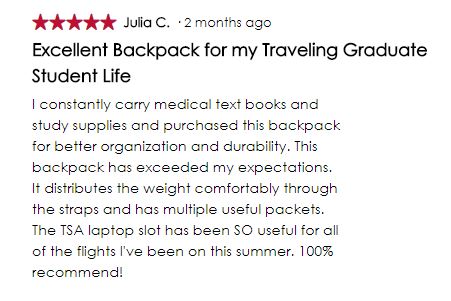 ★★★★★ Julia C. · 2 months ago
Excellent Backpack for my Traveling Graduate
Student Life
I constantly carry medical text books and
study supplies and purchased this backpack
for better organization and durability. This
backpack has exceeded my expectations.
It distributes the weight comfortably through
the straps and has multiple useful packets.
The TSA laptop slot has been SO useful for all
of the flights I've been on this summer. 100%
recommend!